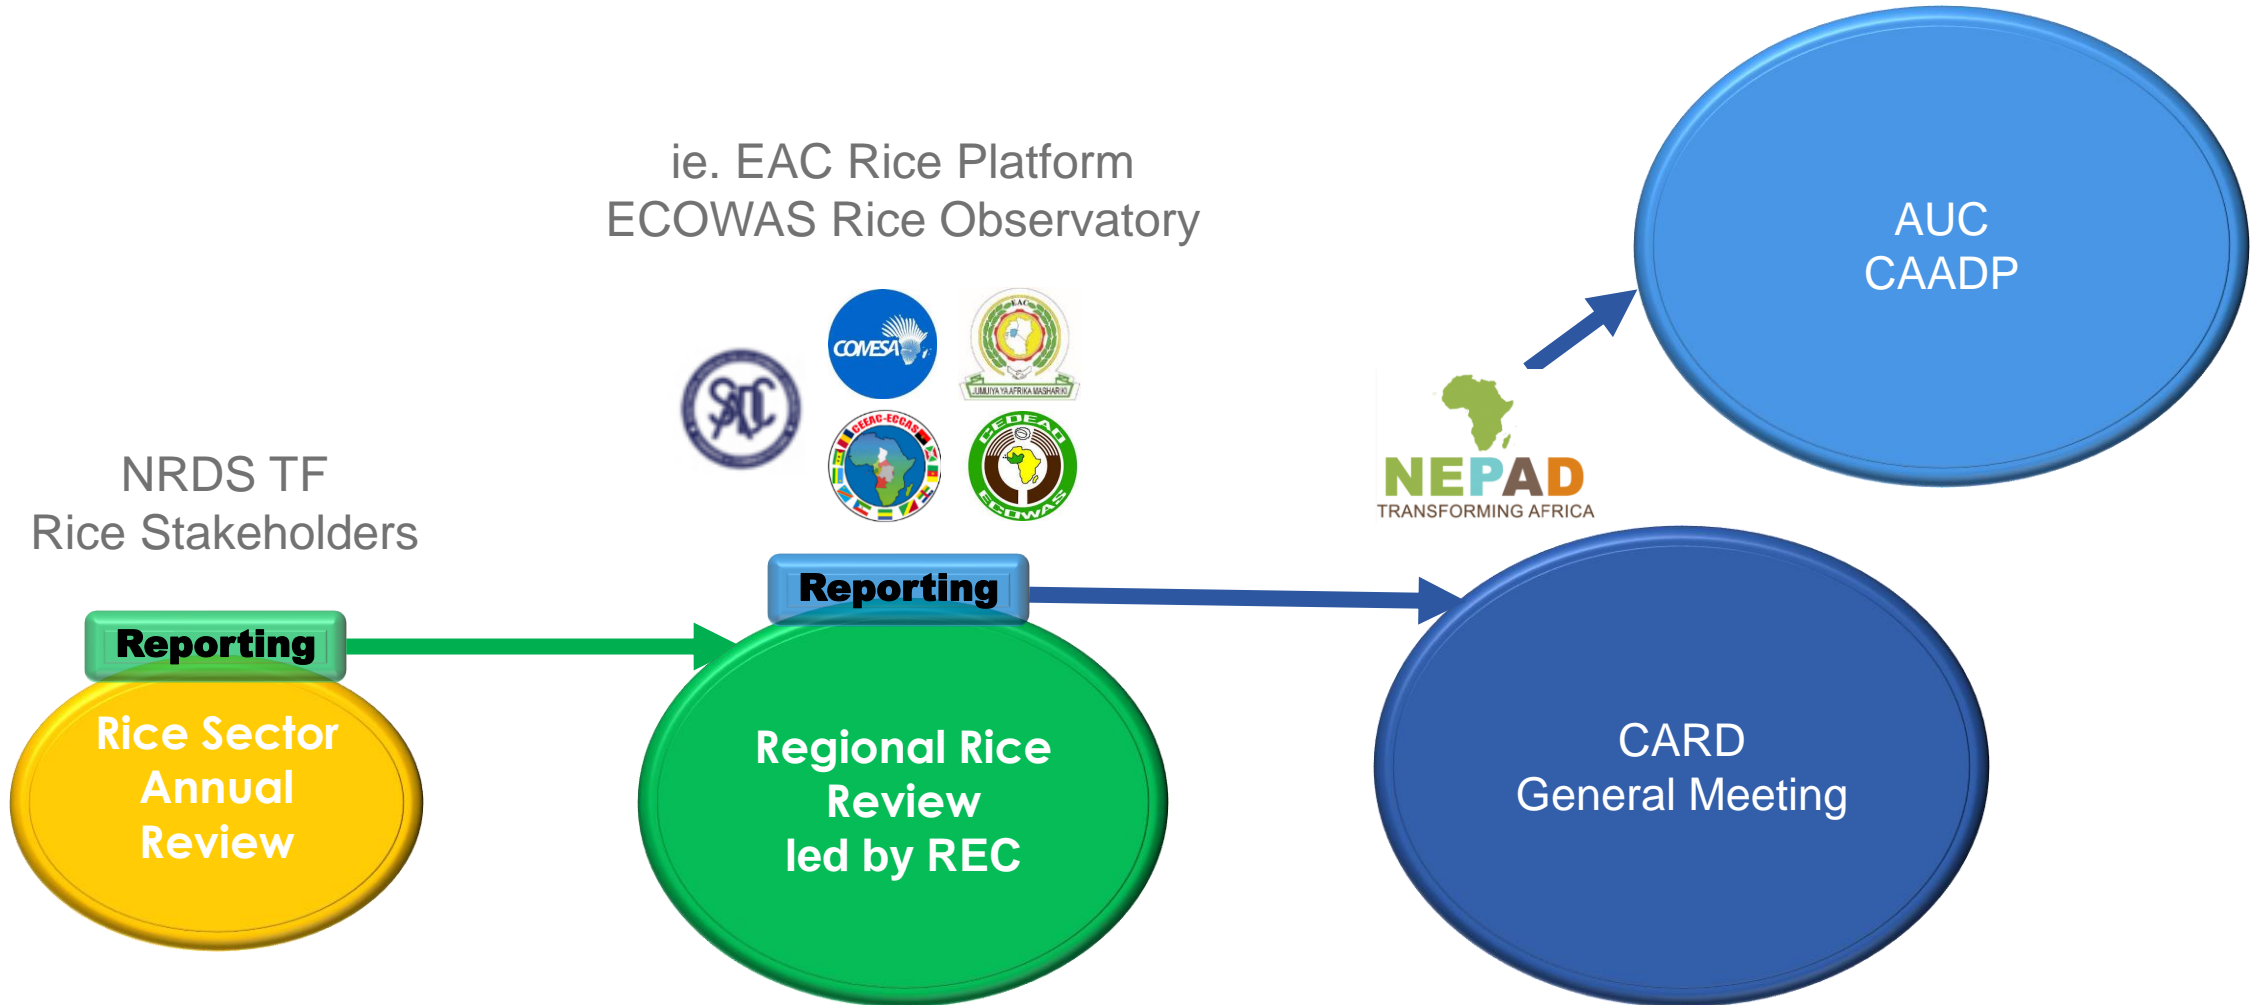 ie. EAC Rice Platform
ECOWAS Rice Observatory
AUC
CAADP
COMESA
EAC
JUMUIYA YA AFRIKA MASHARIKI
SADC
CEEAC-ECCAS
CEDEAO
ECOWAS
NEPAD
TRANSFORMING AFRICA
NRDS TF
Rice Stakeholders
Reporting
Reporting
Rice Sector
Annual
Review
Regional Rice
Review
led by REC
CARD
General Meeting